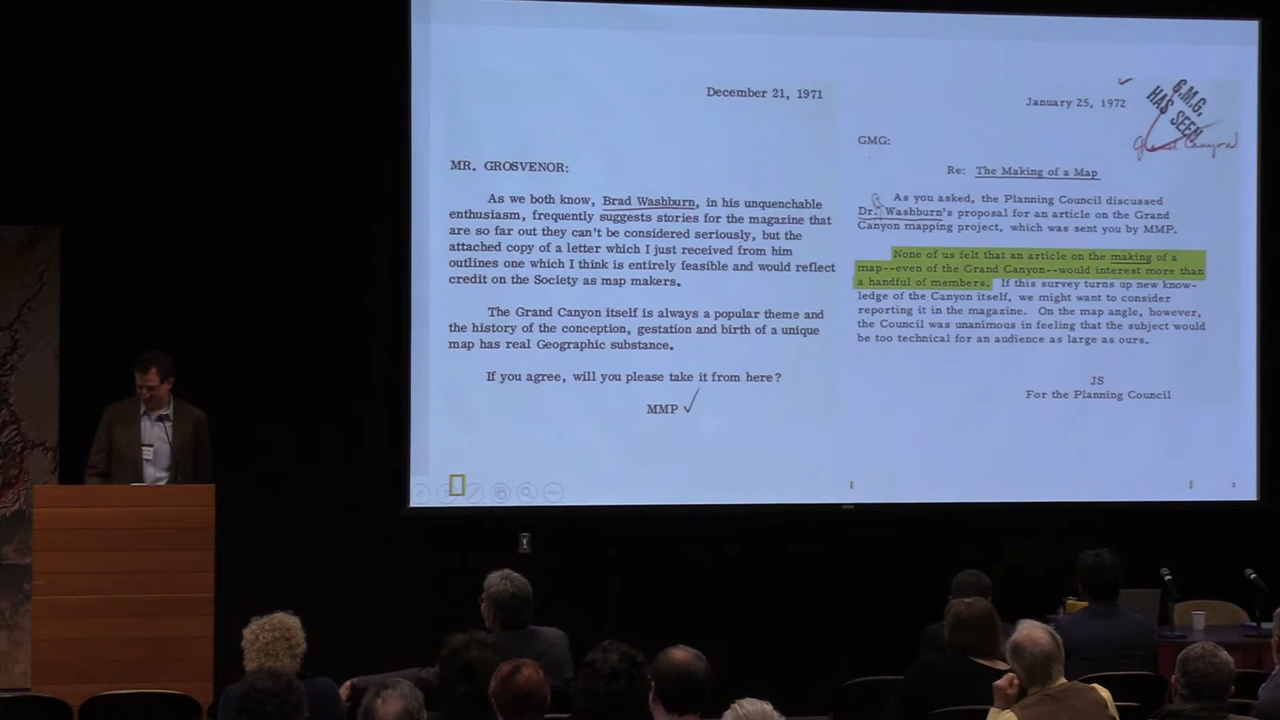 December 21, 1971
MR. GROSVENOR:
As we both know, Brad Washburn, in his unquenchable
enthusiasm, frequently suggests stories for the magazine that
are so far out they can't be considered seriously, but the
attached copy of a letter which I just received from him
outlines one which I think is entirely feasible and would reflect
credit on the Society as map makers.
The Grand Canyon itself is always a popular theme and
the history of the conception, gestation and birth of a unique
map has real Geographic substance.
If you agree, will you please take it from here?
MMP
January 25, 1972
G.M.G.
HAS SEEN
Grand Canyon
GMG:
Re: The Making of a Map
As you asked, the Planning Council discussed
Dr. Washburn's proposal for an article on the Grand
Canyon mapping project, which was sent you by MMP.
None of us felt that an article on the making of a
map--even of the Grand Canyon--would interest more than
a handful of members. If this survey turns up new know-
ledge of the Canyon itself, we might want to consider
reporting it in the magazine. On the map angle, however,
the Council was unanimous in feeling that the subject would
be too technical for an audience as large as ours.
JS
For the Planning Council
2